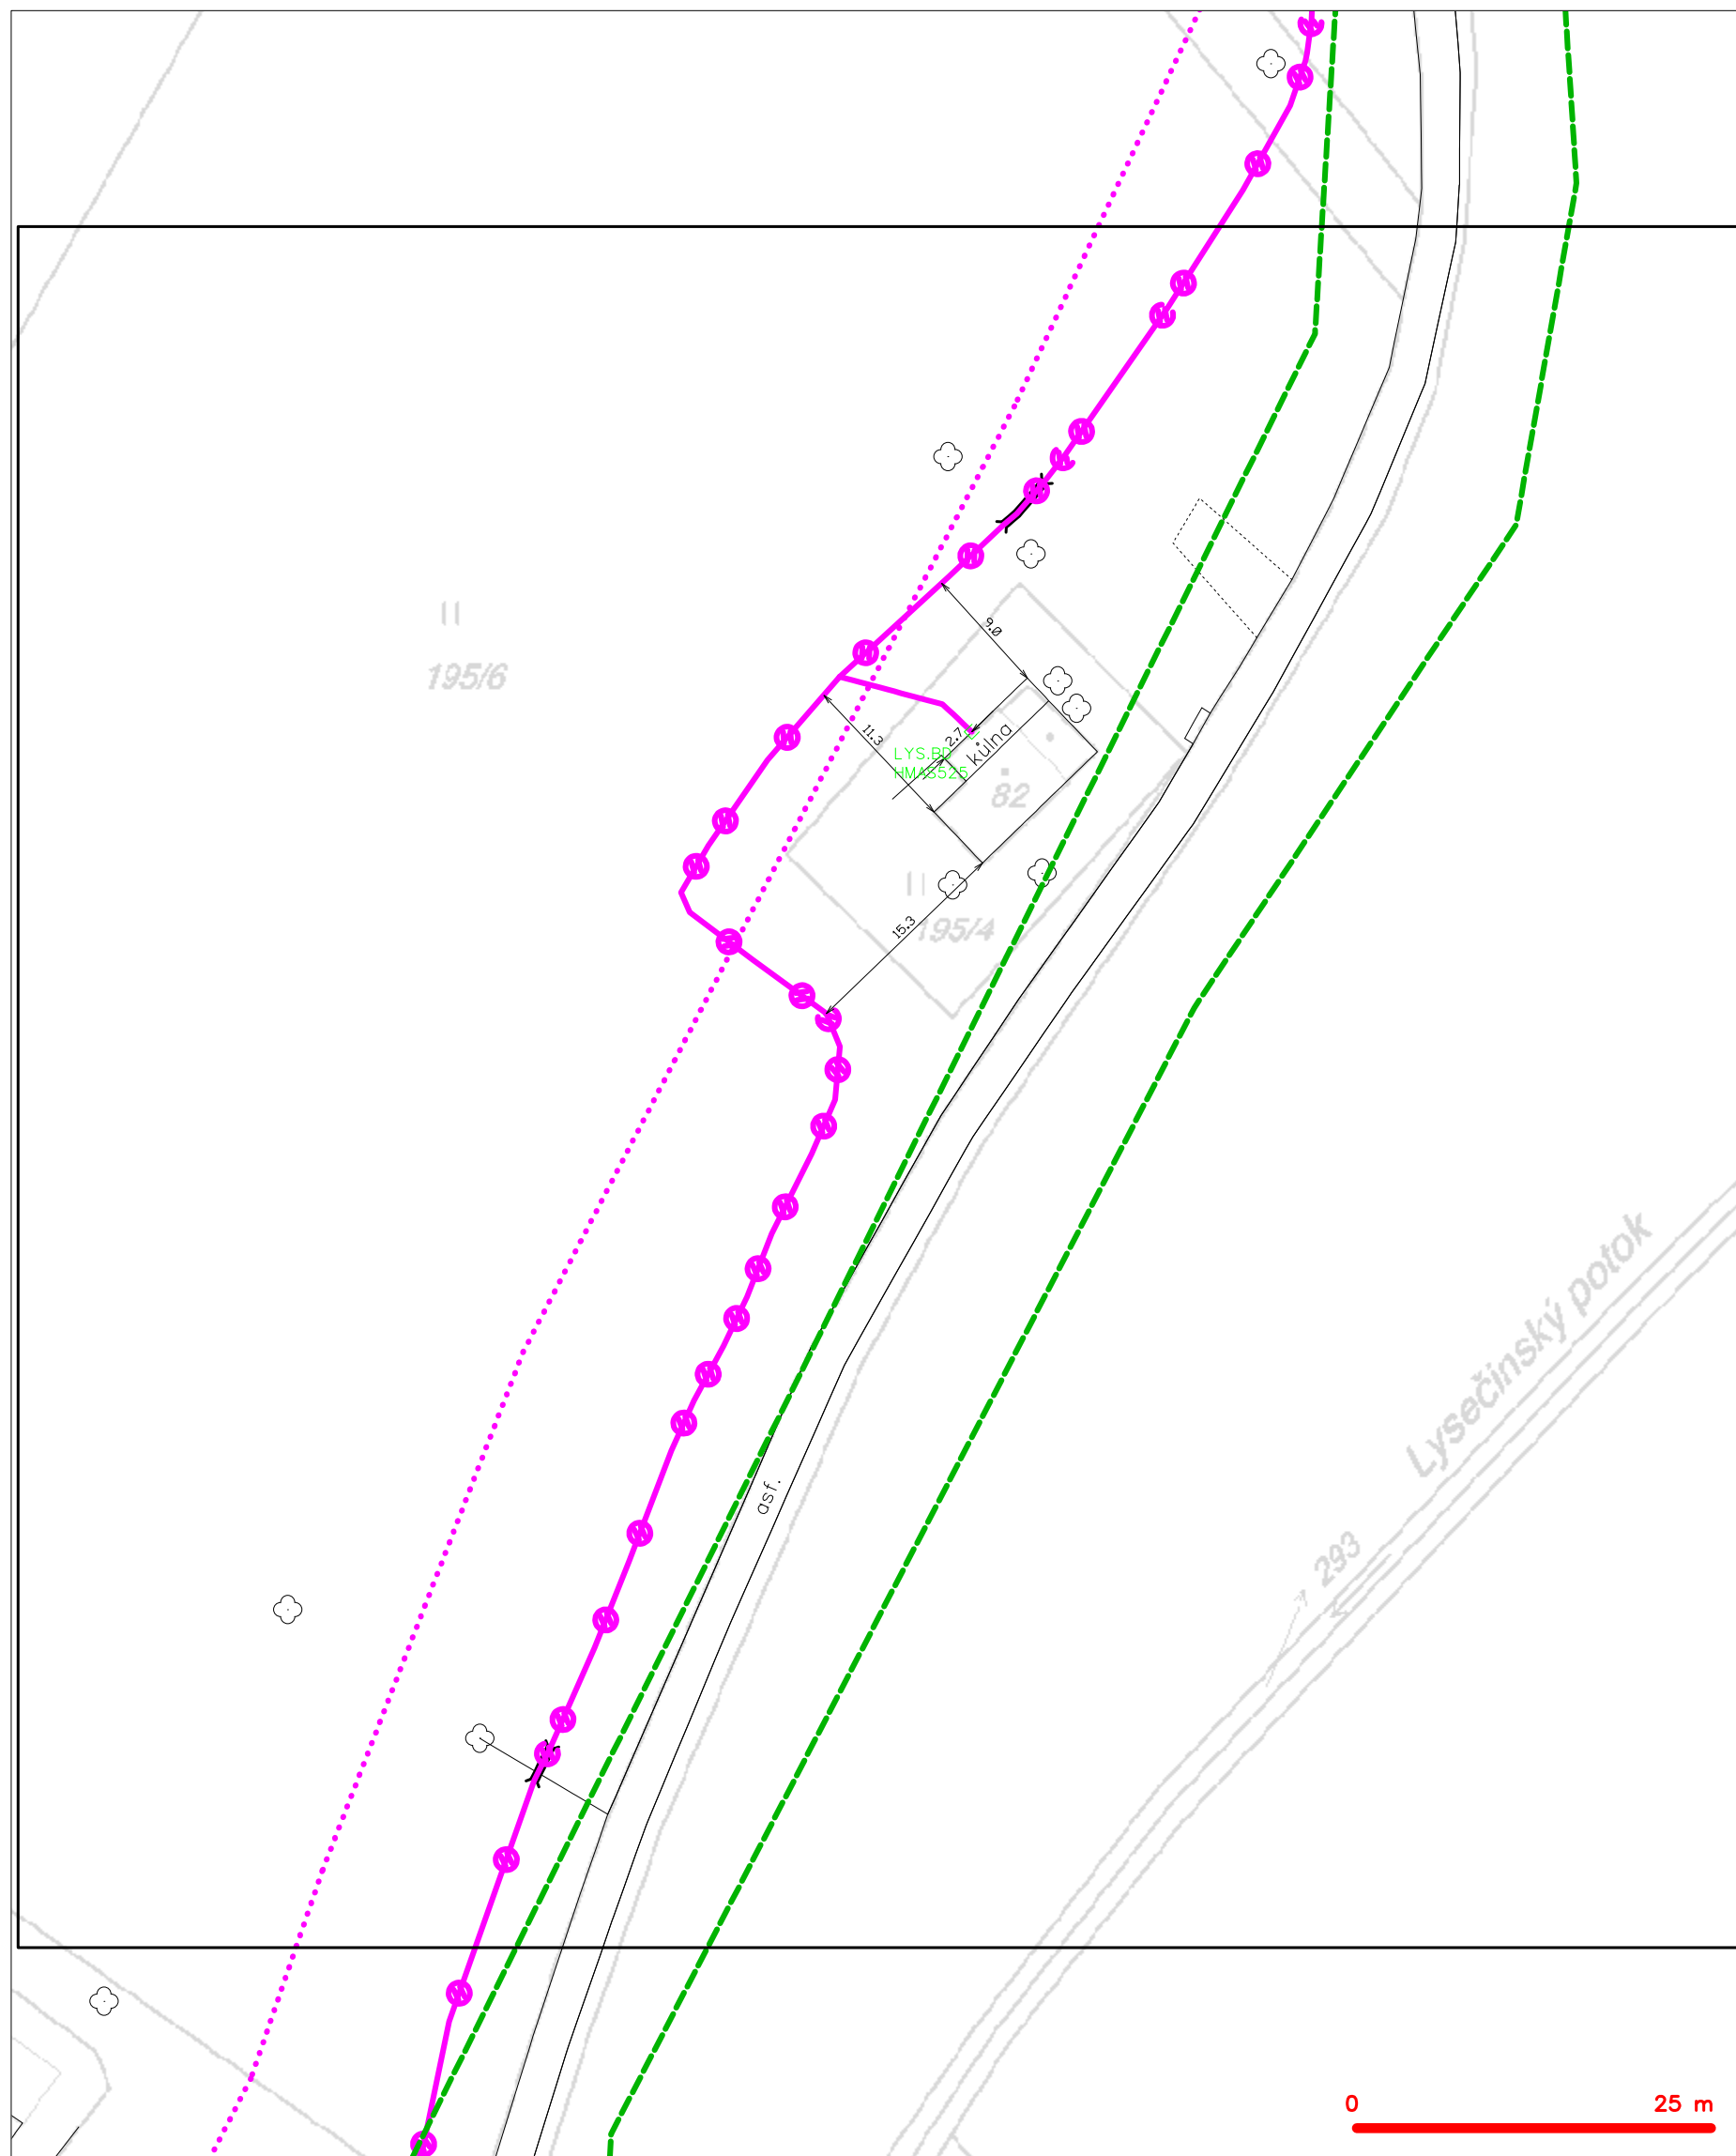 195/6
9.0
11.3
2.7
LYS.BD
HMAS525
kůlna
82
195/4
15.3
asf.
Lysečinský potok
293
0 25 m